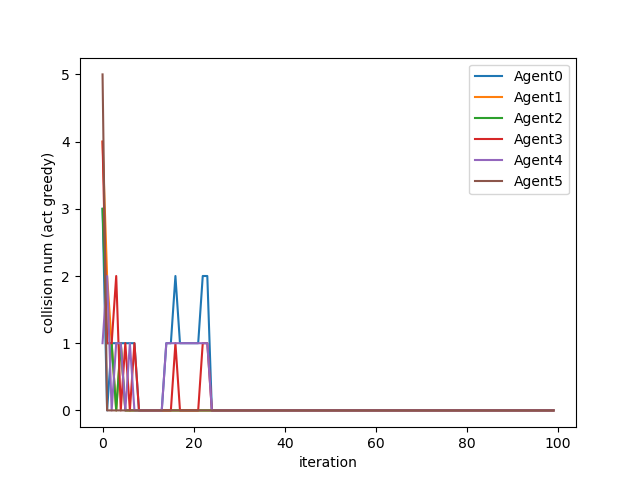 Agent0
Agent1
Agent2
Agent3
Agent4
Agent5
collision num (act greedy)
5
4
3
2
1
0
0 20 40 60 80 100
iteration